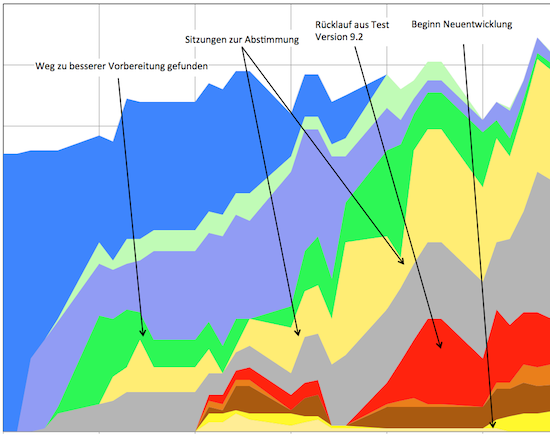 Rücklauf aus Test
Version 9.2
Beginn Neuentwicklung
Sitzungen zur Abstimmung
Weg zu besserer Vorbereitung gefunden